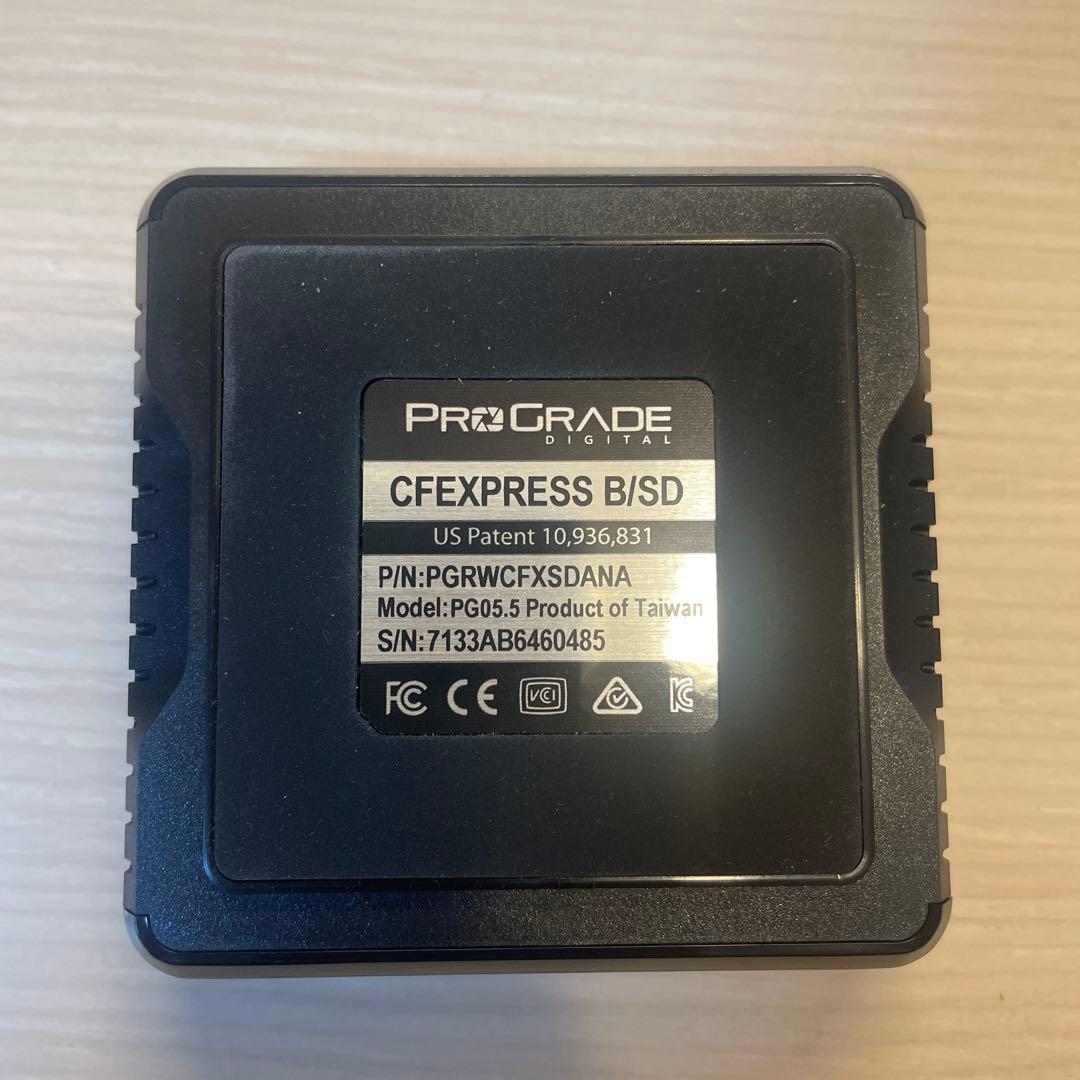 PROGRADE
DIGITAL
CFEXPRESS B/SD
US Patent 10,936,831
P/N:PGRWCFXSDANA
Model:PG05.5 Product of Taiwan
S/N:7133AB6460485
FC CE VCI